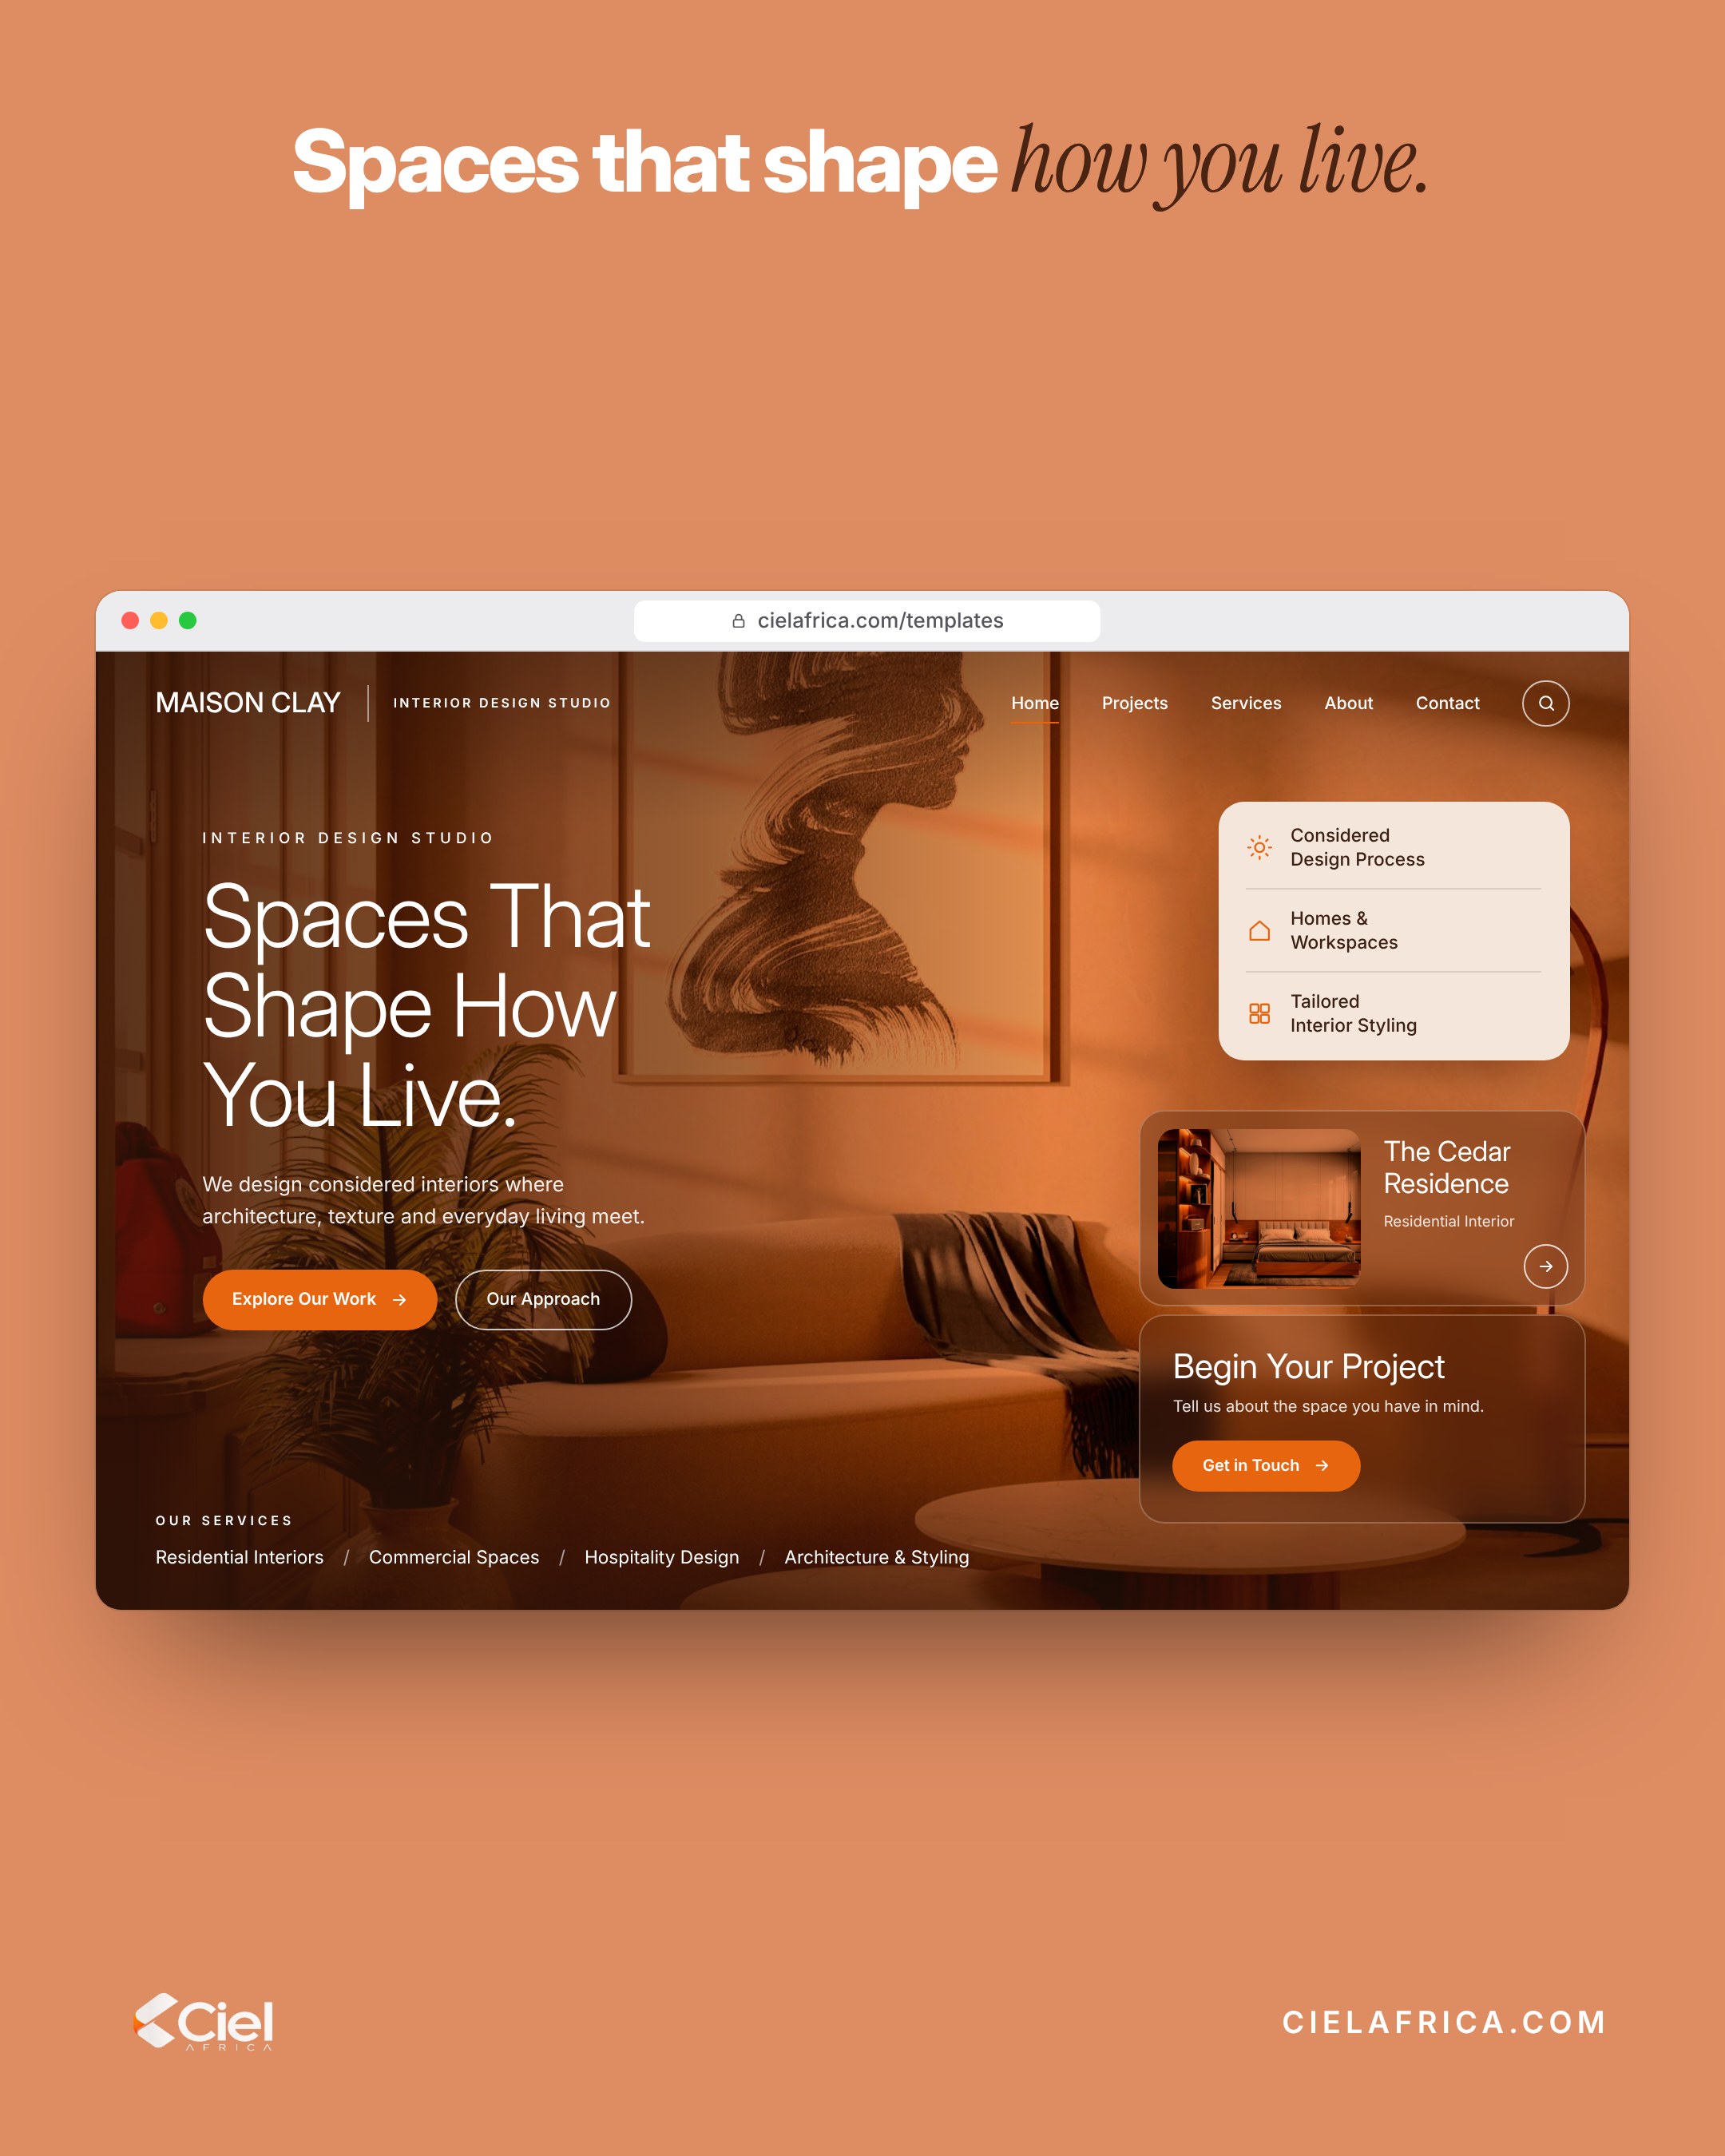 Spaces that shape how you live.
cielafrica.com/templates
MAISON CLAY
INTERIOR DESIGN STUDIO
Home
Projects
Services
About
Contact
INTERIOR DESIGN STUDIO
Spaces That
Shape How
You Live.
We design considered interiors where
architecture, texture and everyday living meet.
Explore Our Work →
Our Approach
Considered
Design Process
Homes &
Workspaces
Tailored
Interior Styling
The Cedar
Residence
Residential Interior
Begin Your Project
Tell us about the space you have in mind.
Get in Touch →
OUR SERVICES
Residential Interiors / Commercial Spaces / Hospitality Design / Architecture & Styling
Ciel
AFRICA
CIELAFRICA.COM